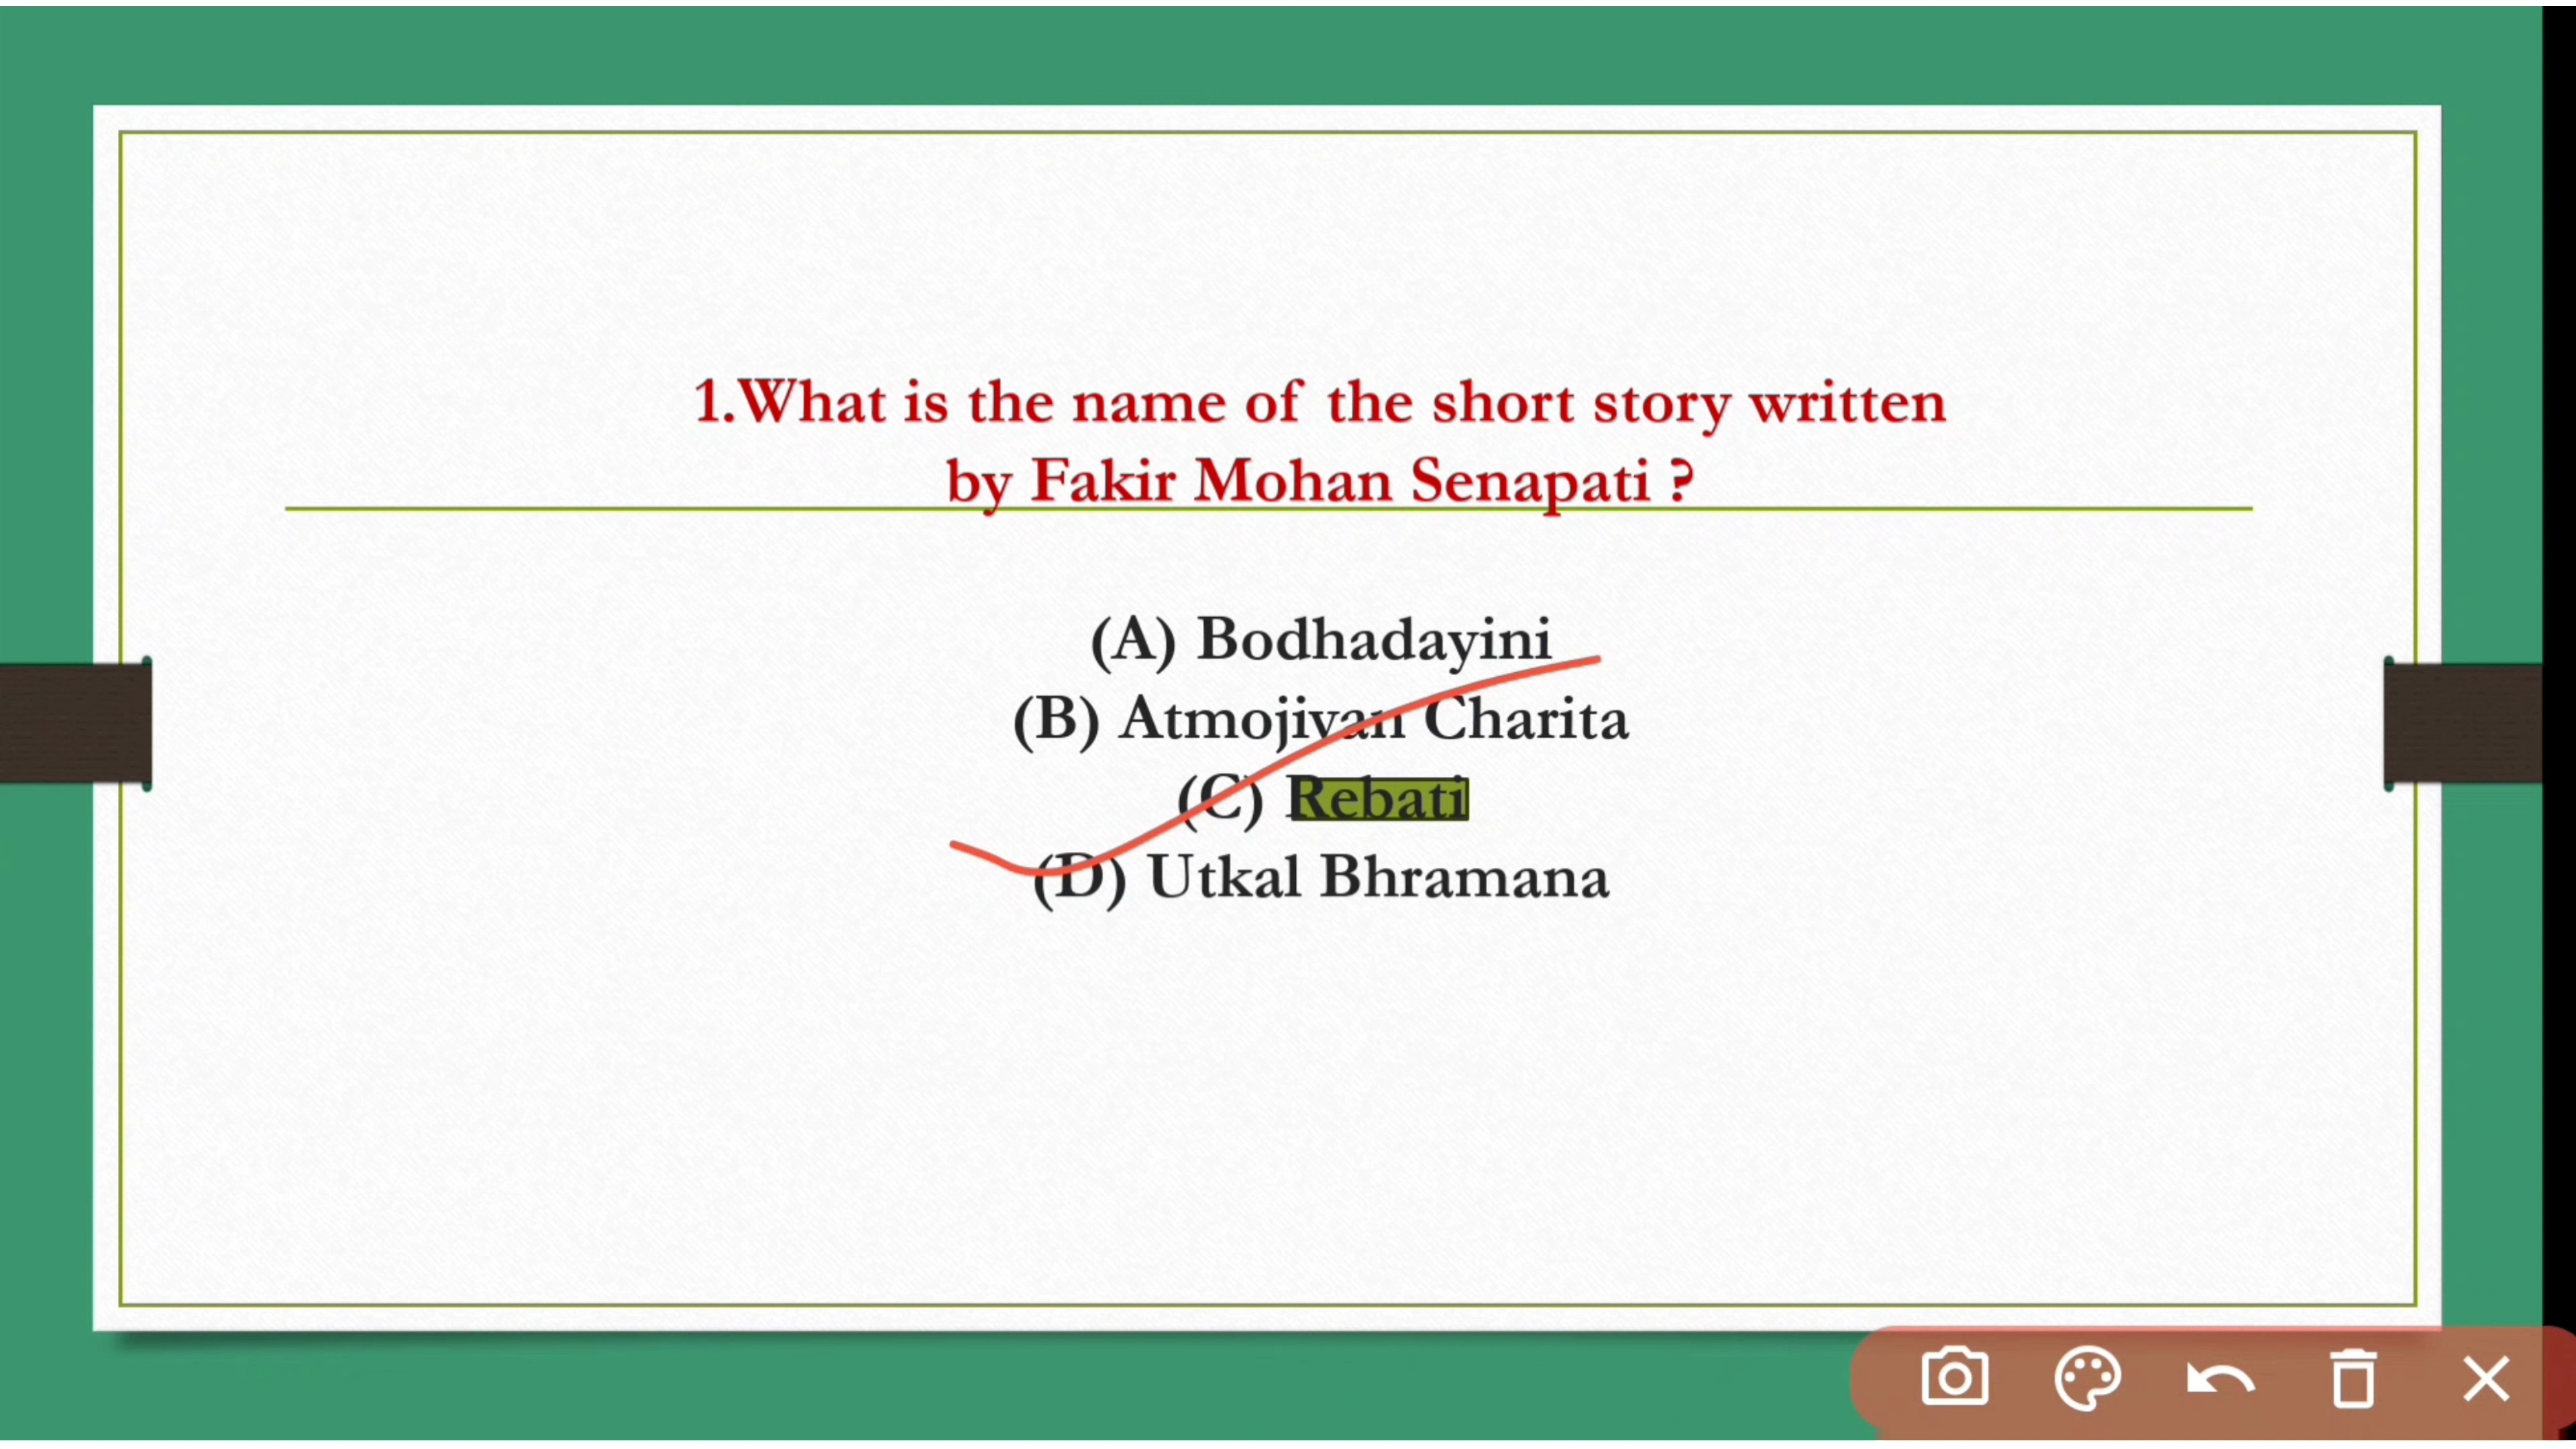 1.What is the name of the short story written
by Fakir Mohan Senapati ?
(A) Bodhadayini
(B) Atmojivan Charita
(C) Rebati
(D) Utkal Bhramana